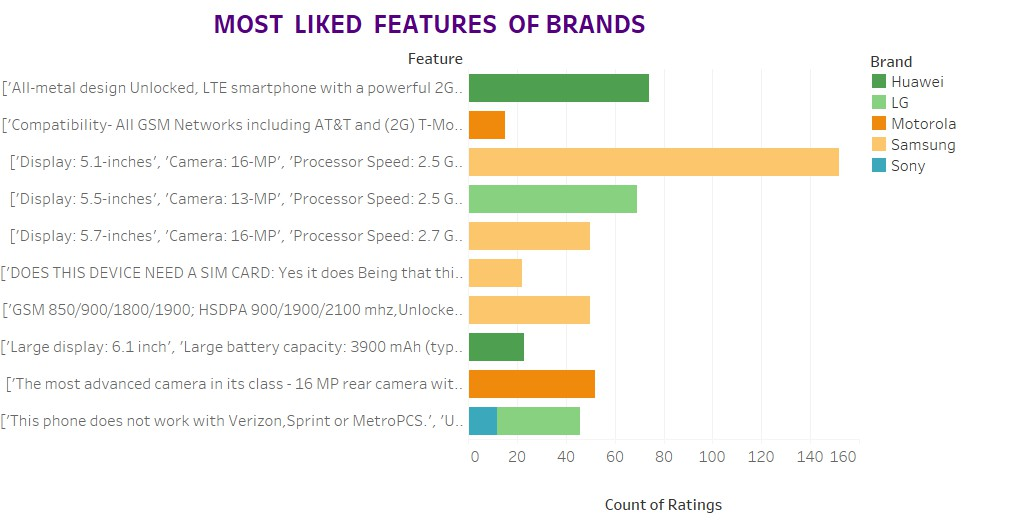 MOST LIKED FEATURES OF BRANDS
Feature
['All-metal design Unlocked, LTE smartphone with a powerful 2G..
['Compatibility- All GSM Networks including AT&T and (2G) T-Mo..
['Display: 5.1-inches', 'Camera: 16-MP', 'Processor Speed: 2.5 G..
['Display: 5.5-inches', 'Camera: 13-MP', 'Processor Speed: 2.5 G..
['Display: 5.7-inches', 'Camera: 16-MP', 'Processor Speed: 2.7 G..
['DOES THIS DEVICE NEED A SIM CARD: Yes it does Being that thi..
['GSM 850/900/1800/1900; HSDPA 900/1900/2100 mhz,Unlocke..
['Large display: 6.1 inch', 'Large battery capacity: 3900 mAh (typ..
['The most advanced camera in its class - 16 MP rear camera wit..
['This phone does not work with Verizon,Sprint or MetroPCS.', 'U..
0 20 40 60 80 100 120 140 160
Count of Ratings
Brand
Huawei
LG
Motorola
Samsung
Sony